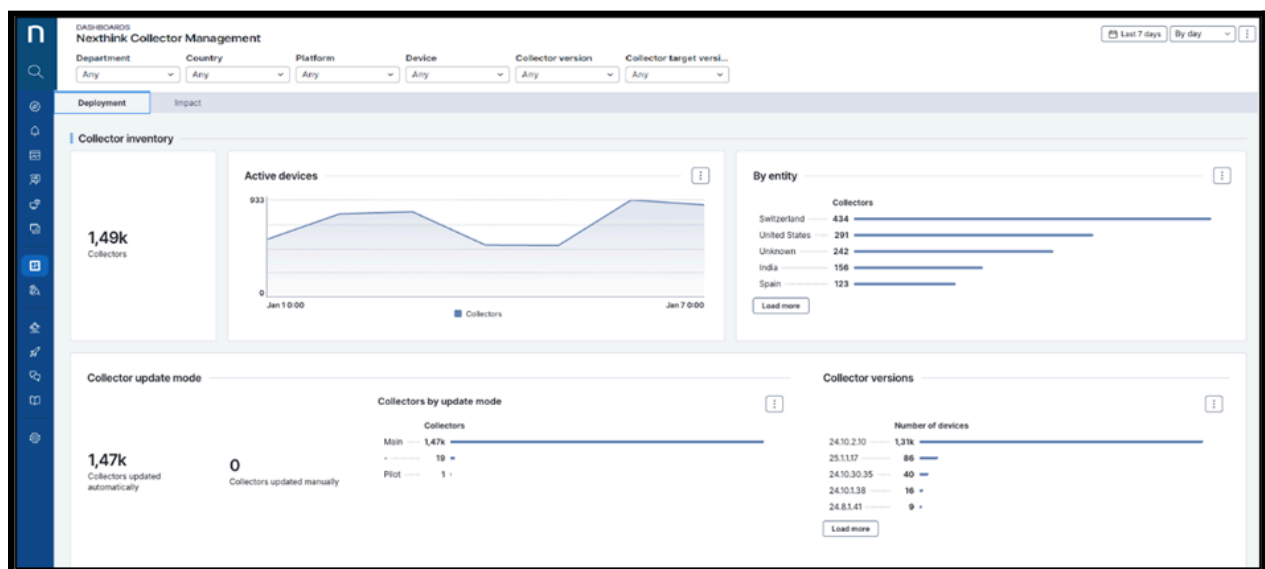 n
DASHBOARDS
Nexthink Collector Management
Last 7 days By day
Department Country Platform Device Collector version Collector target versi...
Any Any Any Any Any Any
Deployment Impact
Collector inventory
1,49k
Collectors
Active devices
933
0
Jan 1 0:00 Jan 7 0:00
Collectors
By entity
Collectors
Switzerland 434
United States 291
Unknown 242
India 156
Spain 123
Load more
Collector update mode
1,47k
Collectors updated
automatically
0
Collectors updated manually
Collectors by update mode
Collectors
Main 1,47k
- 19
Pilot 1
Collector versions
Number of devices
24.10.2.10 1,31k
25.1.1.17 86
24.10.30.35 40
24.10.1.38 16
24.8.1.41 9
Load more